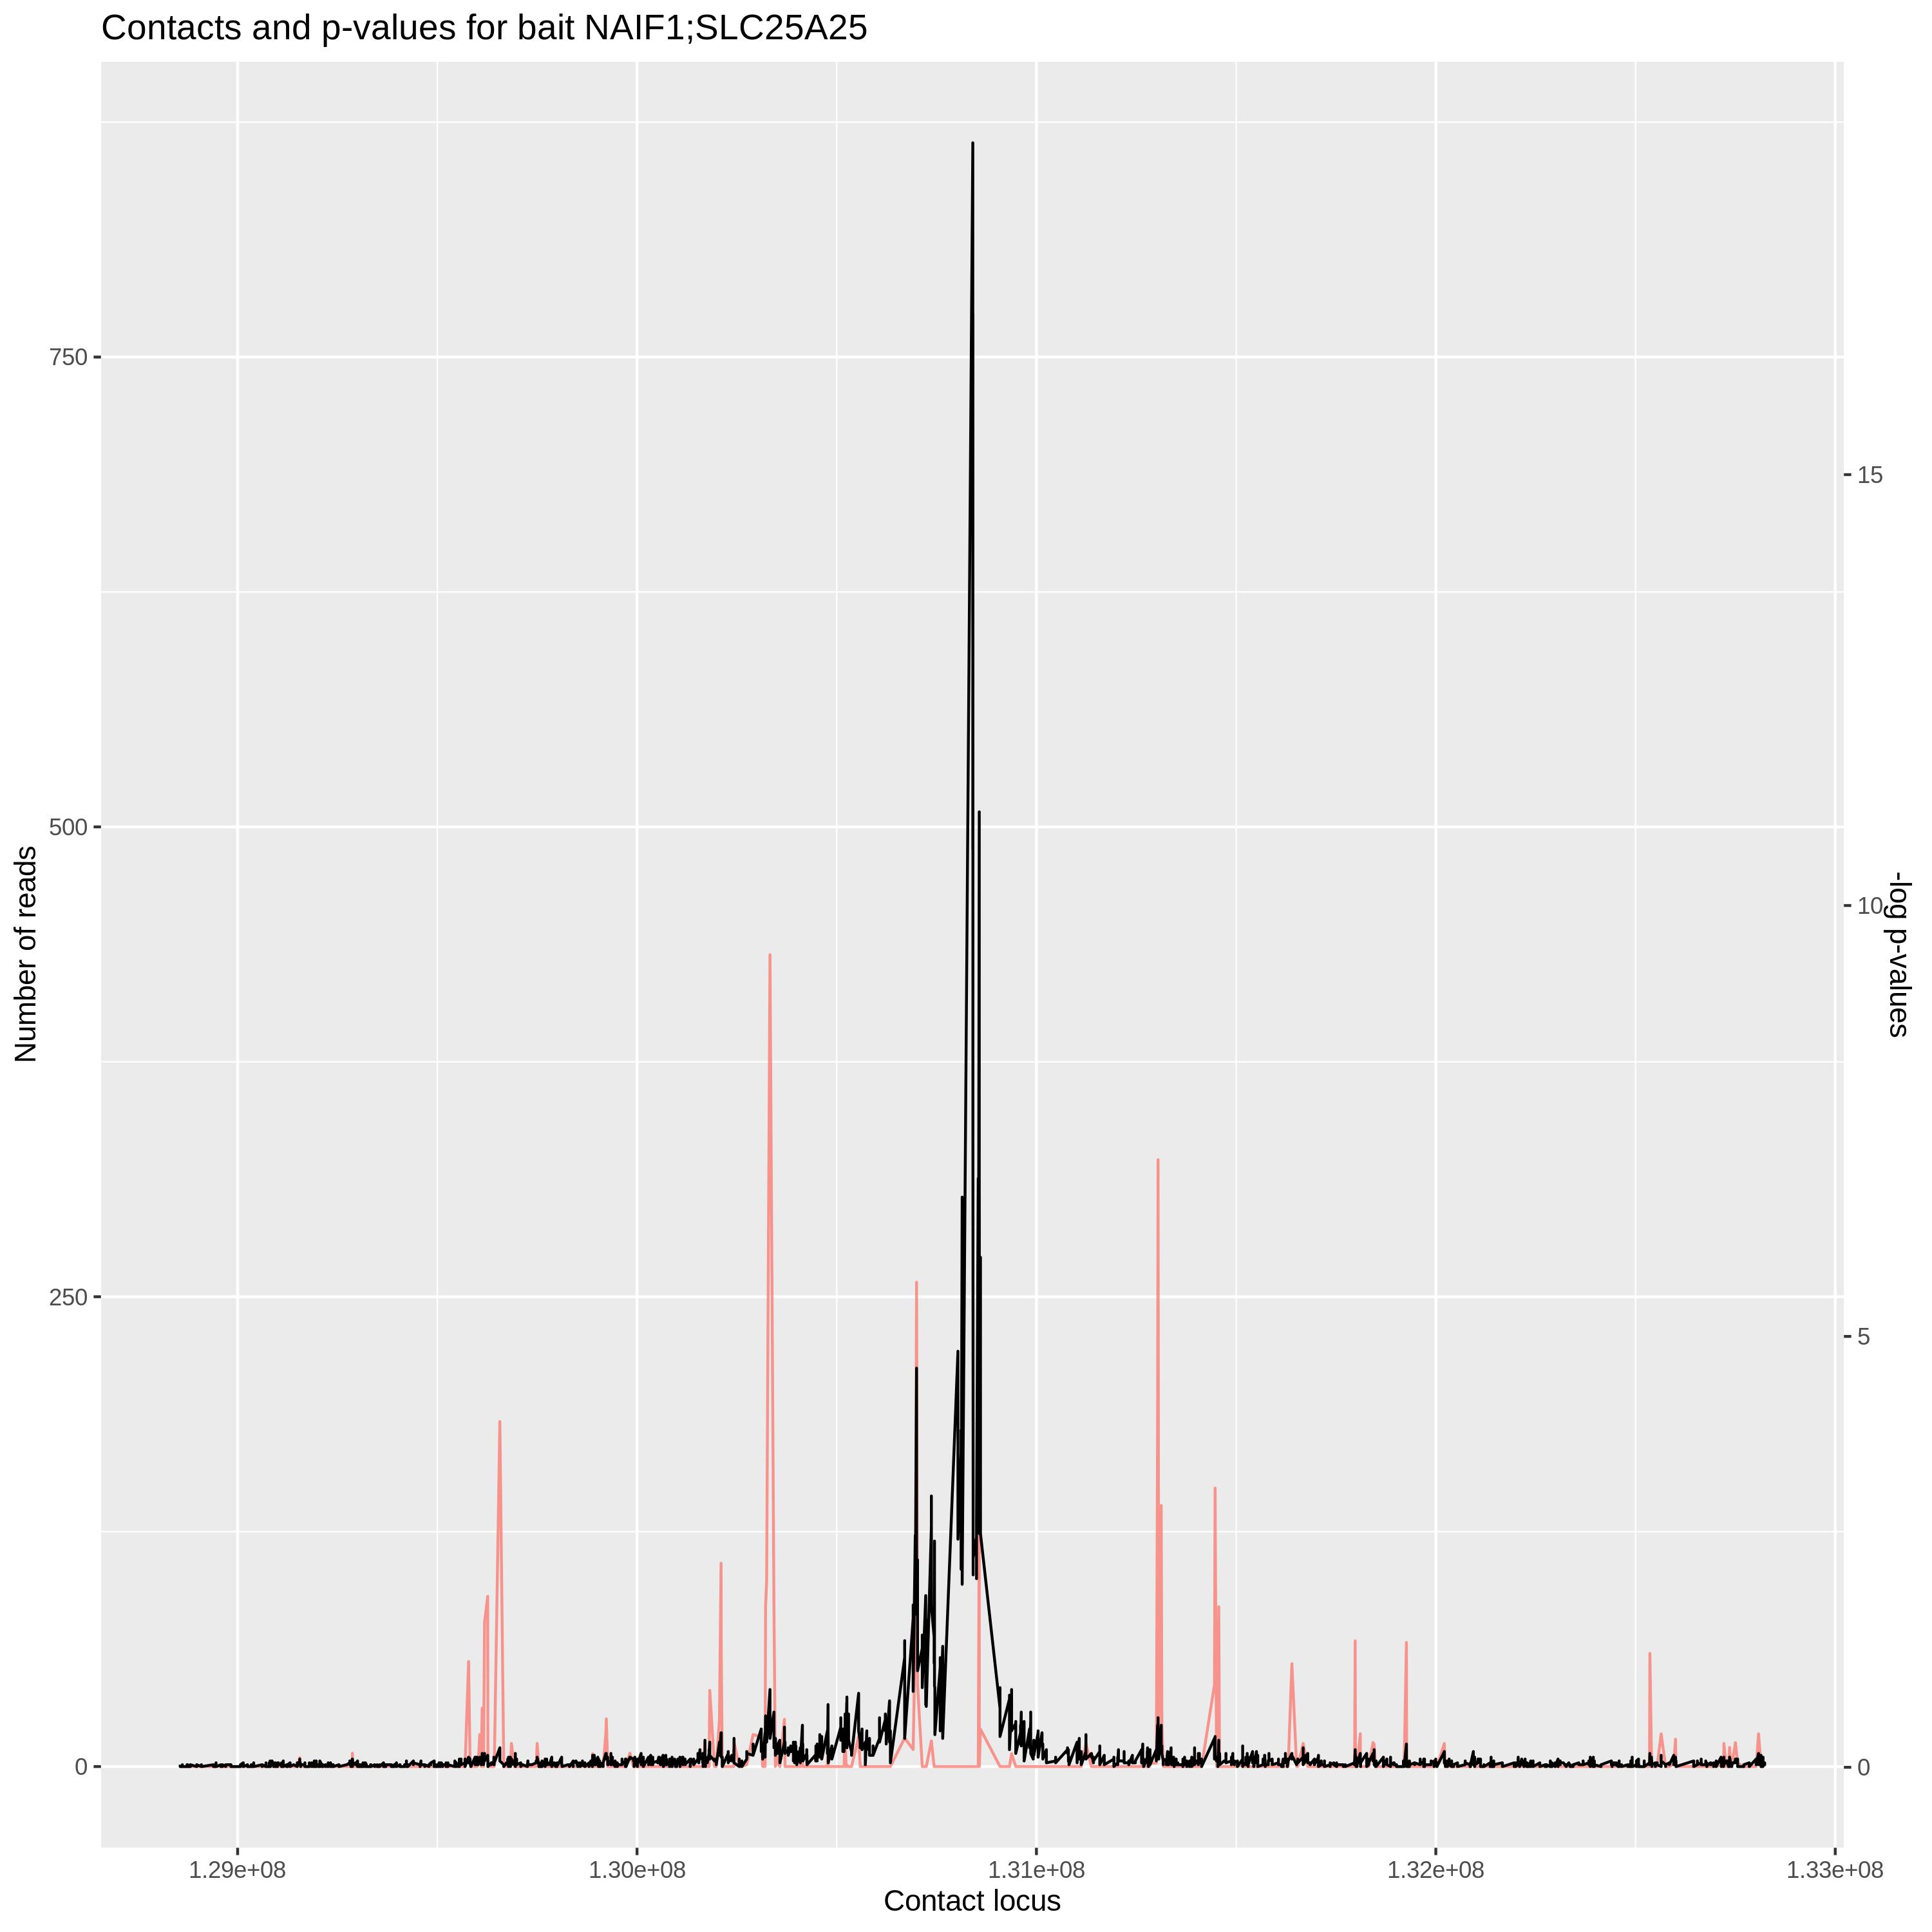 Contacts and p-values for bait NAIF1;SLC25A25
750
500
250
0
Number of reads
15
10
5
0
-log p-values
1.29e+08
1.30e+08
1.31e+08
1.32e+08
1.33e+08
Contact locus